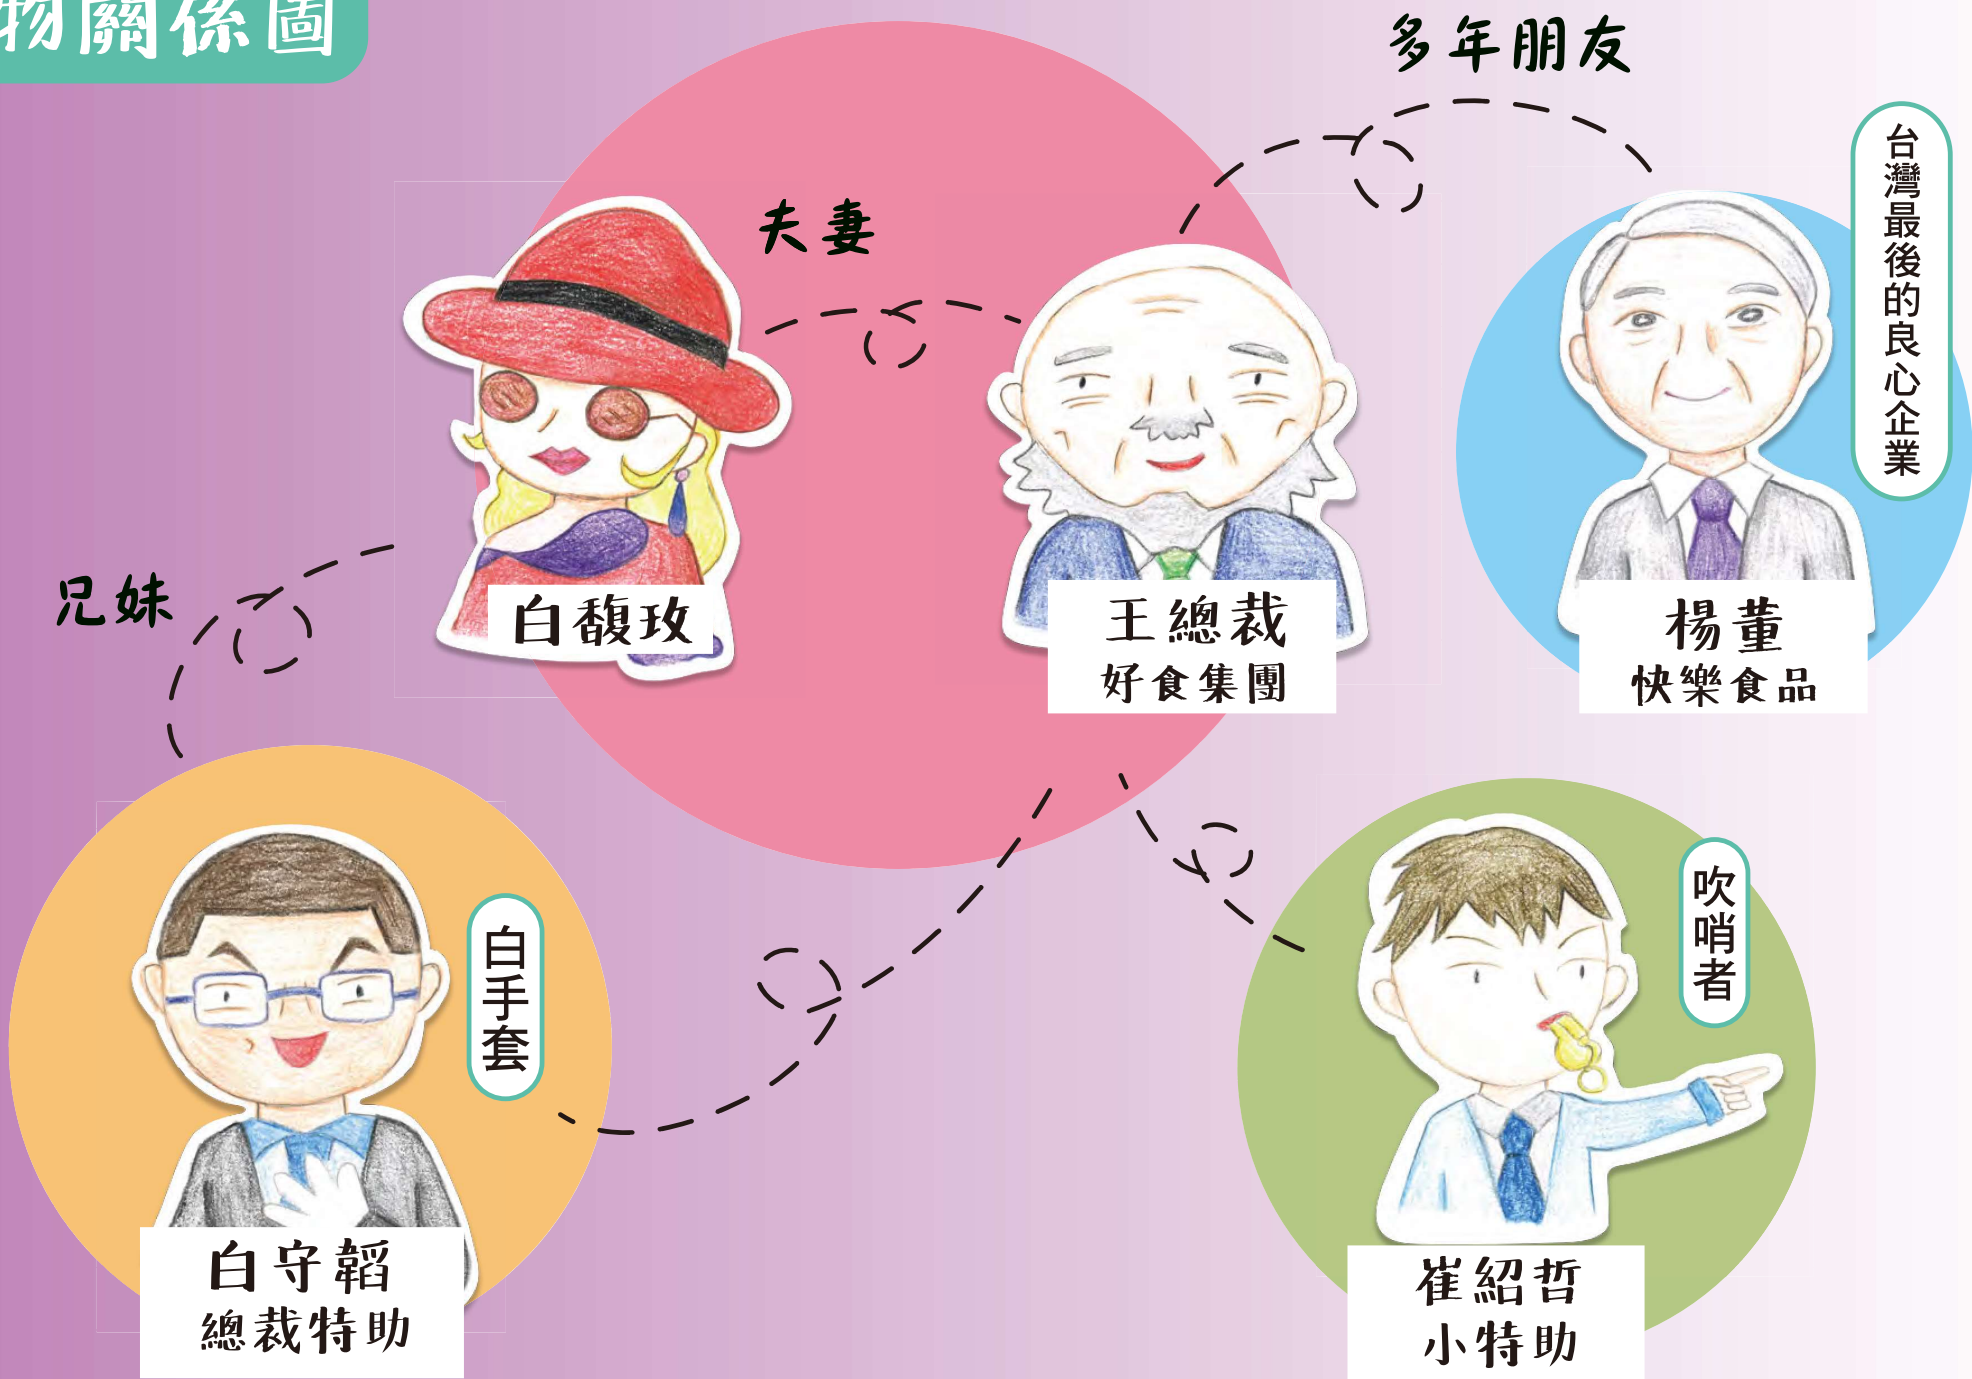 物關係圖
多年朋友
台灣最後的良心企業
夫妻
兄妹
白馥玫
王總裁
好食集團
楊董
快樂食品
白手套
吹哨者
白守韜
總裁特助
崔紹哲
小特助